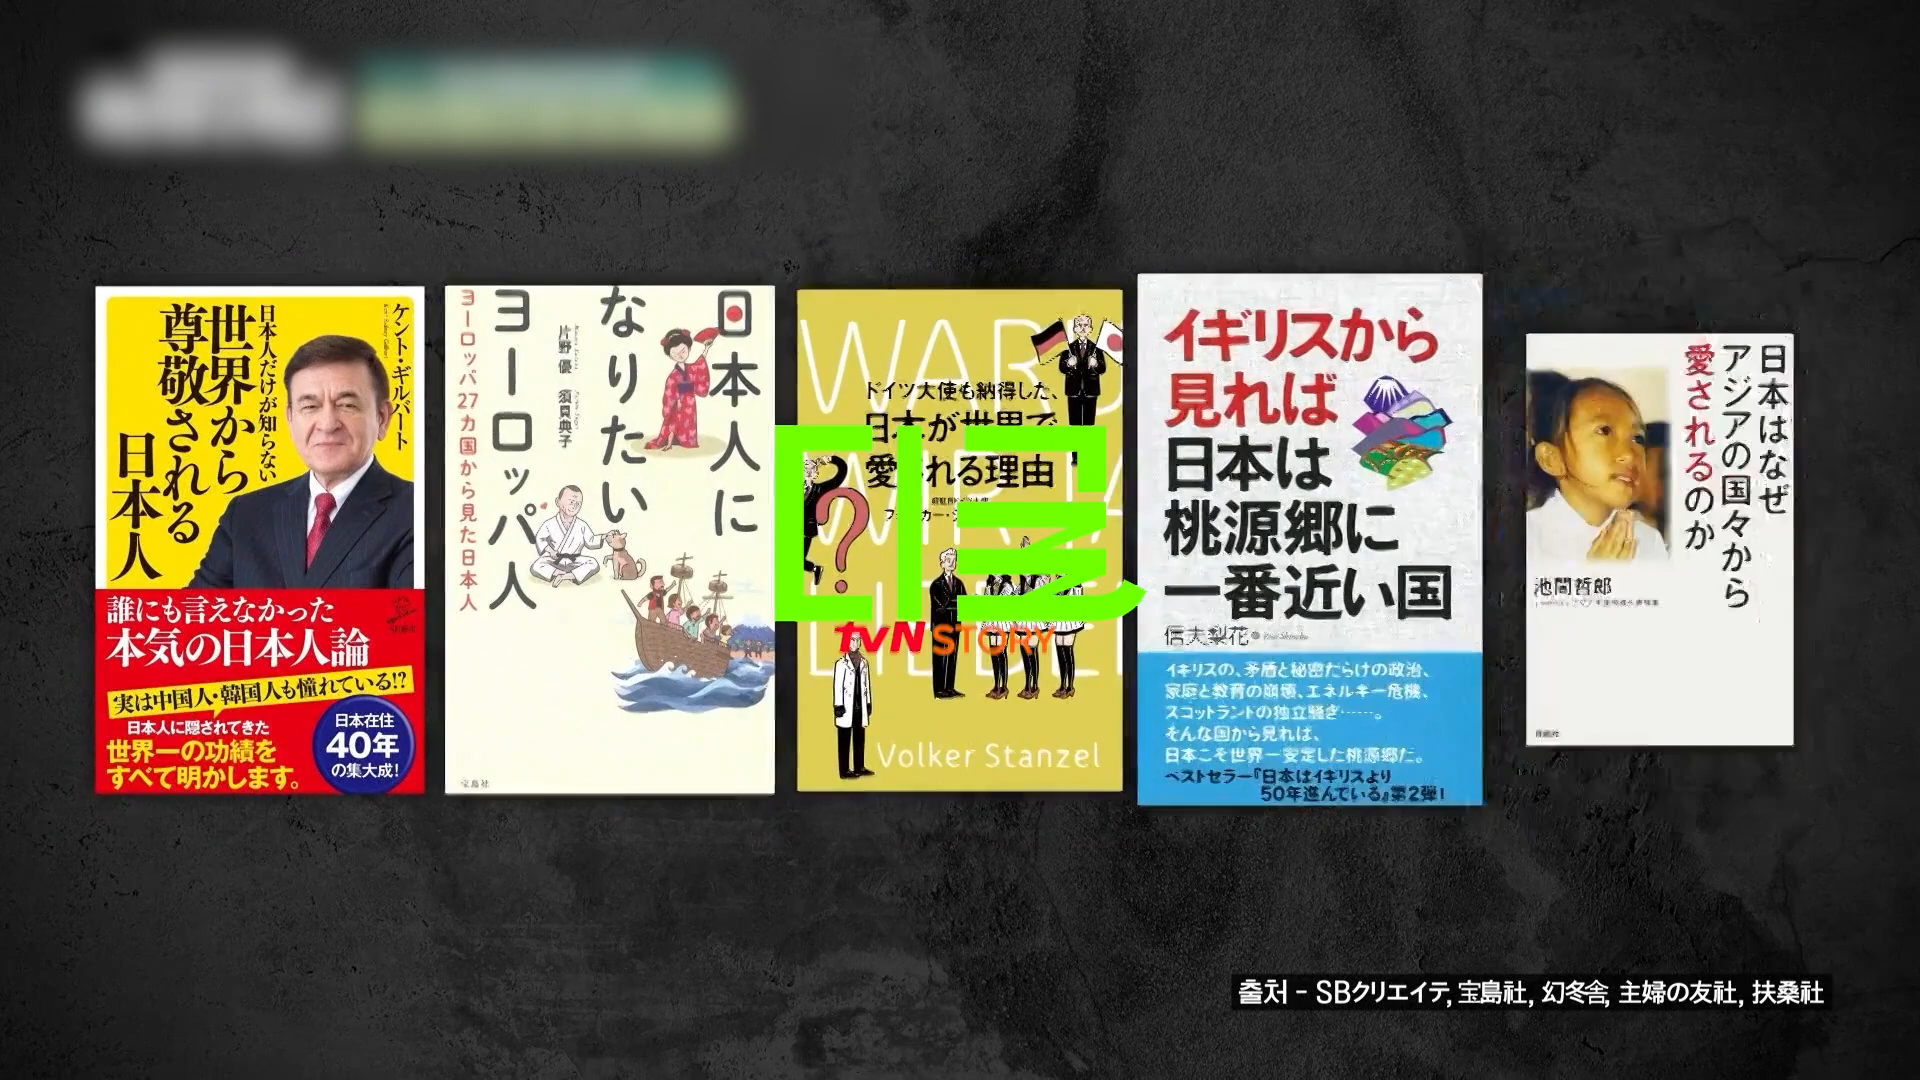 ケント・ギルバート
日本人だけが知らない
世界から
尊敬される
日本人
誰にも言えなかった
本気の日本人論
実は中国人・韓国人も憧れている!?
日本人に隠されてきた
世界一の功績を
すべて明かします。
日本在住
40年
の集大成!
日本人に
なりたい
ヨーロッパ人
片野 優
須貝典子
ヨーロッパ27カ国から見た日本人
宝島社
ドイツ大使も納得した、
日本が世界で
愛される理由
Volker Stanzel
tvN STORY
イギリスから
見れば
日本は
桃源郷に
一番近い国
信夫梨花
イギリスの、矛盾と秘密だらけの政治、
家庭と教育の崩壊、エネルギー危機、
スコットランドの独立騒ぎ……。
そんな国から見れば、
日本こそ世界一安定した桃源郷だ。
ベストセラー『日本はイギリスより
50年進んでいる』第2弾!
日本はなぜ
アジアの国々から
愛されるのか
池間哲郎
출처 - SBクリエイテ, 宝島社, 幻冬舎, 主婦の友社, 扶桑社